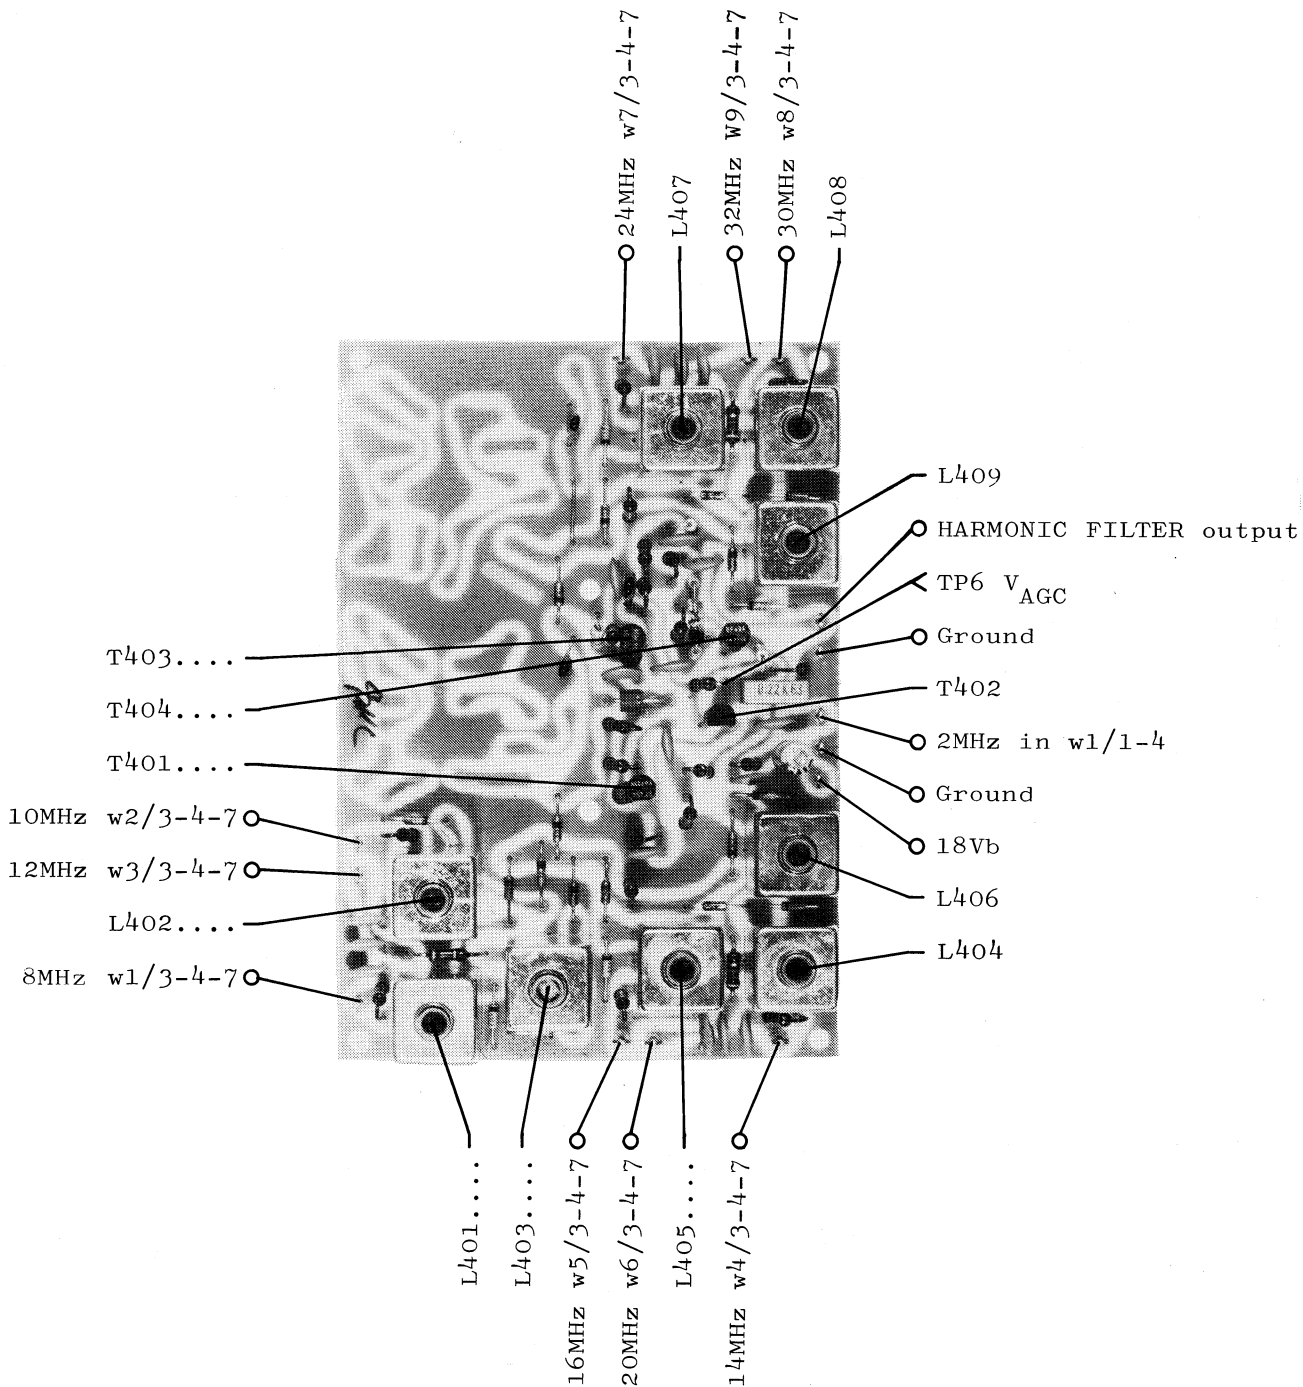 24MHz w7/3-4-7
L407
32MHz W9/3-4-7
30MHz w8/3-4-7
L408
L409
HARMONIC FILTER output
TP6 VAGC
Ground
T402
2MHz in w1/1-4
Ground
18Vb
L406
L404
T403....
T404....
T401....
10MHz w2/3-4-7
12MHz w3/3-4-7
L402....
8MHz w1/3-4-7
L401....
L403....
16MHz w5/3-4-7
20MHz w6/3-4-7
L405....
14MHz w4/3-4-7